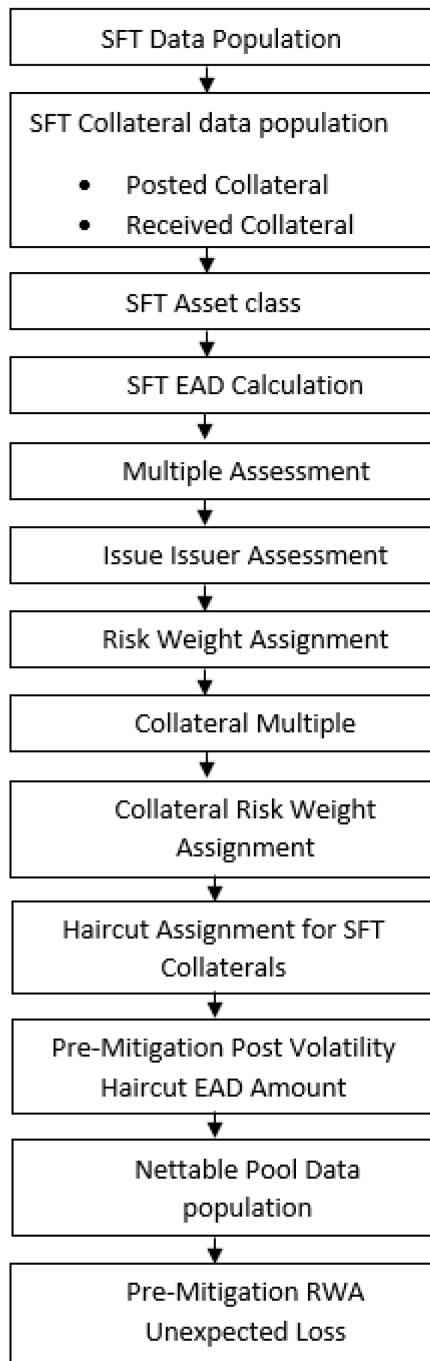 SFT Data Population
SFT Collateral data population
• Posted Collateral
• Received Collateral
SFT Asset class
SFT EAD Calculation
Multiple Assessment
Issue Issuer Assessment
Risk Weight Assignment
Collateral Multiple
Collateral Risk Weight
Assignment
Haircut Assignment for SFT
Collaterals
Pre-Mitigation Post Volatility
Haircut EAD Amount
Nettable Pool Data
population
Pre-Mitigation RWA
Unexpected Loss